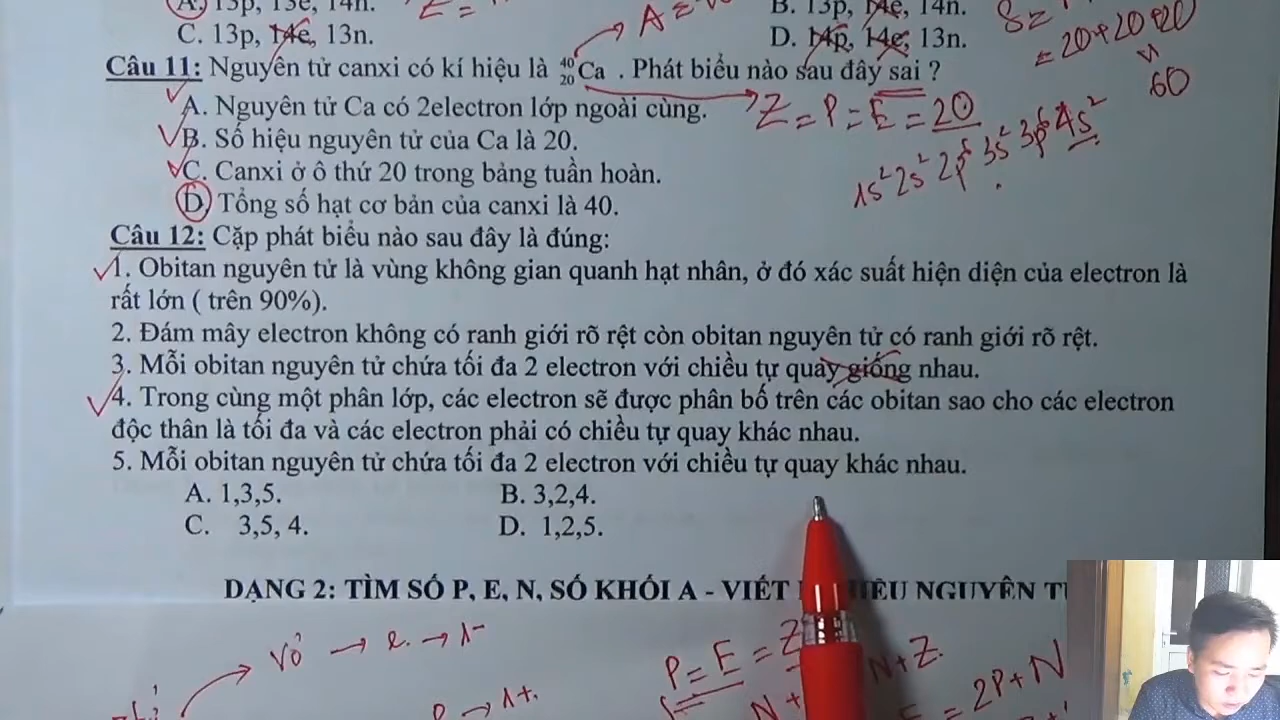 A. 13p, 13e, 14n. B. 13p, 14e, 14n.
C. 13p, 14e, 13n. D. 14p, 14e, 13n.
= 20+20+20
60
Câu 11: Nguyên tử canxi có kí hiệu là ⁴⁰₂₀Ca . Phát biểu nào sau đây sai ?
A. Nguyên tử Ca có 2electron lớp ngoài cùng.
Z = P = E = 20
B. Số hiệu nguyên tử của Ca là 20.
1s² 2s² 2p⁶ 3s² 3p⁶ 4s²
C. Canxi ở ô thứ 20 trong bảng tuần hoàn.
D. Tổng số hạt cơ bản của canxi là 40.
Câu 12: Cặp phát biểu nào sau đây là đúng:
1. Obitan nguyên tử là vùng không gian quanh hạt nhân, ở đó xác suất hiện diện của electron là
rất lớn ( trên 90%).
2. Đám mây electron không có ranh giới rõ rệt còn obitan nguyên tử có ranh giới rõ rệt.
3. Mỗi obitan nguyên tử chứa tối đa 2 electron với chiều tự quay giống nhau.
4. Trong cùng một phân lớp, các electron sẽ được phân bố trên các obitan sao cho các electron
độc thân là tối đa và các electron phải có chiều tự quay khác nhau.
5. Mỗi obitan nguyên tử chứa tối đa 2 electron với chiều tự quay khác nhau.
A. 1,3,5. B. 3,2,4.
C. 3,5, 4. D. 1,2,5.
DẠNG 2: TÌM SỐ P, E, N, SỐ KHỐI A - VIẾT
Vỏ → e → 1-
P = E = Z
N+Z
= 2P+N
P → 1+